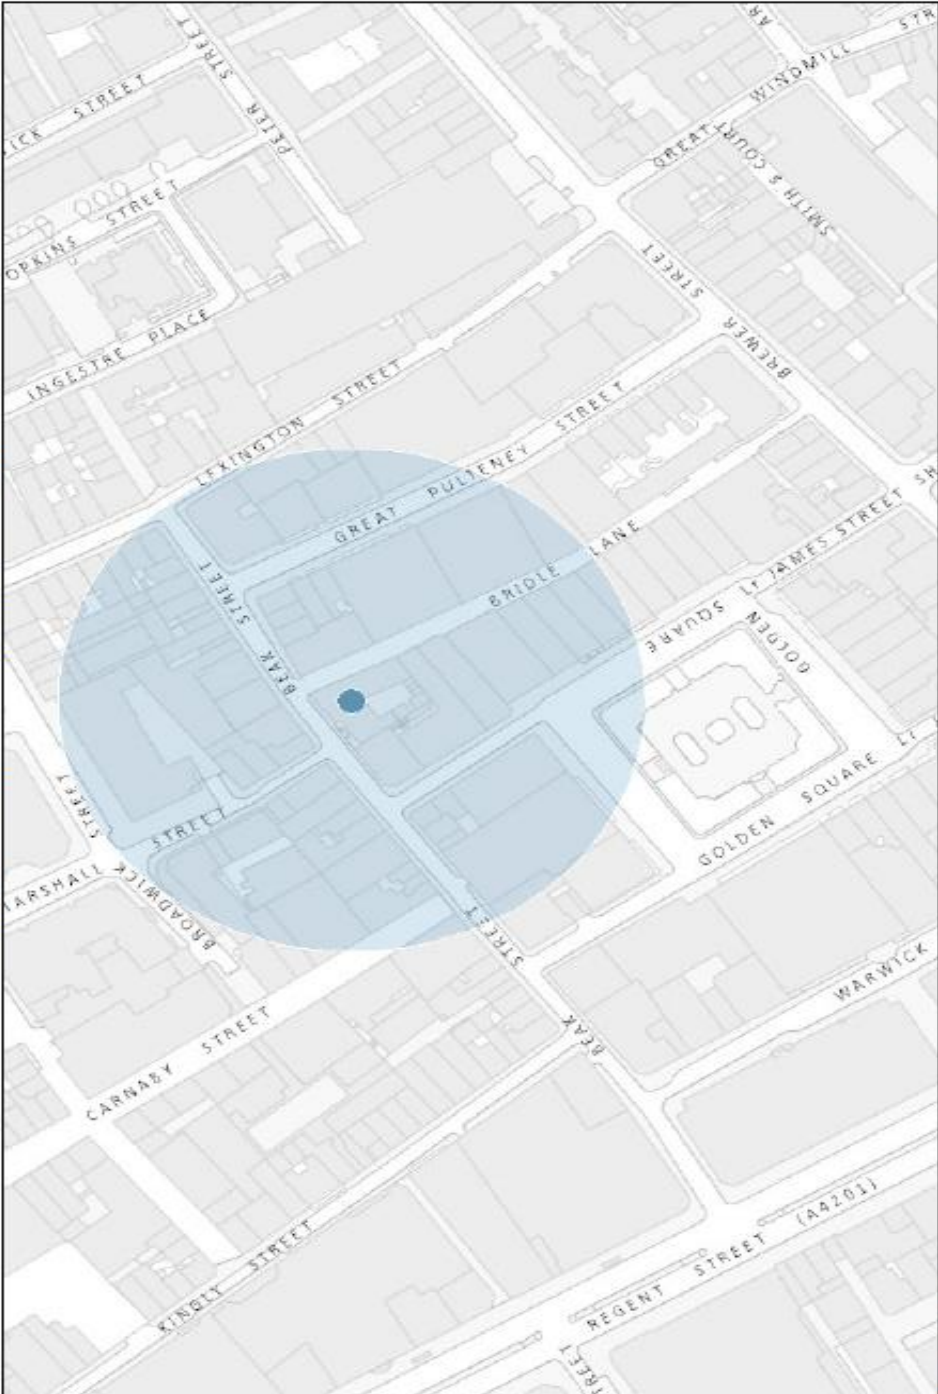 STREET
PETER
STREET
STREET
GREAT WINDMILL
GREAT
SMITH'S COURT
HOPKINS STREET
INGESTRE PLACE
STREET
BREWER
LEXINGTON STREET
GREAT PULTENEY STREET
BRIDLE LANE
JAMES STREET
SQUARE
GOLDEN
GOLDEN
STREET
BEAK
STREET
STREET
MARSHALL
BROADWICK
GOLDEN SQUARE
STREET
BEAK
WARWICK
CARNABY STREET
KINGLY STREET
REGENT STREET (A4201)